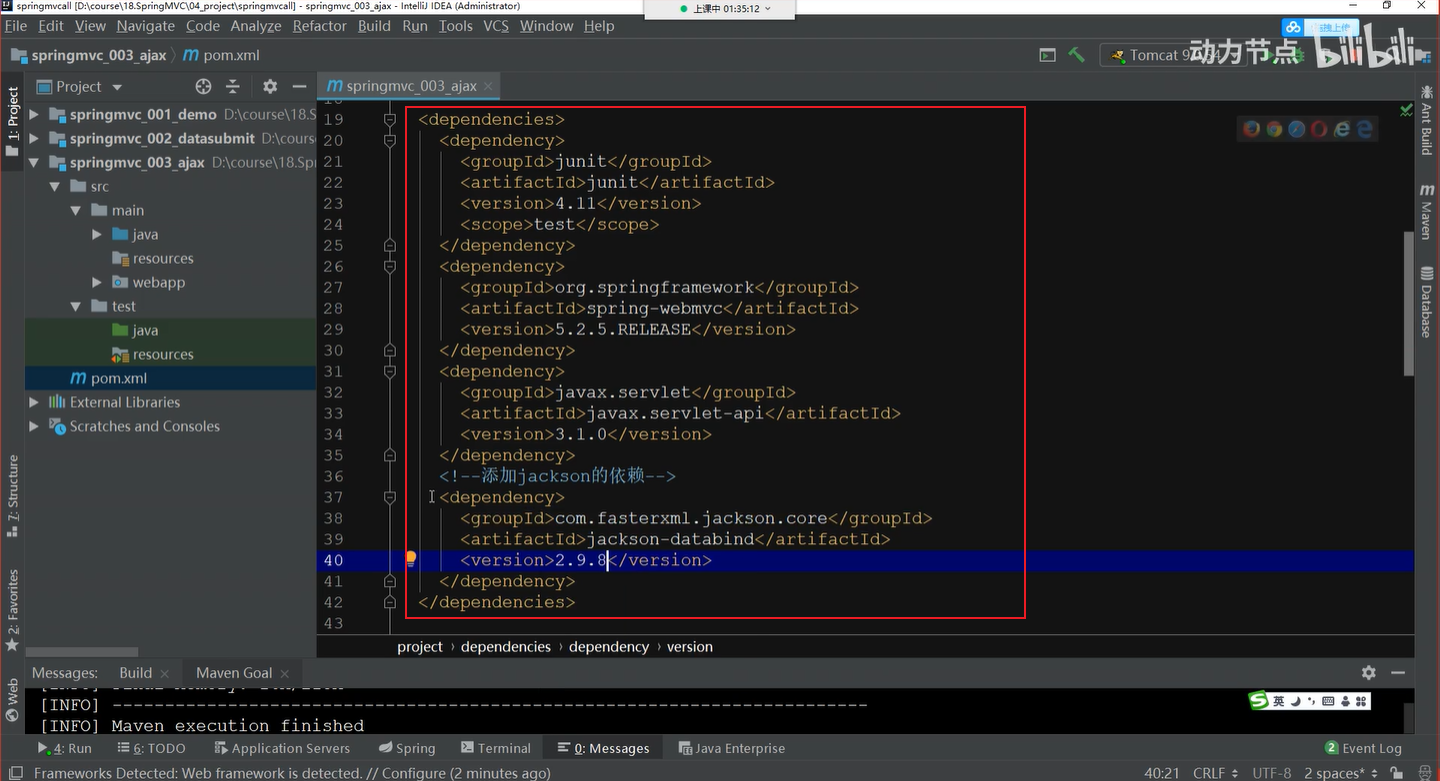 springmvcall [D:\course\18.SpringMVC\04_project\springmvcall] - springmvc_003_ajax - IntelliJ IDEA (Administrator)
上课中 01:35:12
File Edit View Navigate Code Analyze Refactor Build Run Tools VCS Window Help
拖拽上传
springmvc_003_ajax pom.xml
Tomcat 9
动力节点 bilibili
Project
springmvc_003_ajax
1: Project
springmvc_001_demo D:\course\18.S
springmvc_002_datasubmit D:\cours
springmvc_003_ajax D:\course\18.Sp
src
main
java
resources
webapp
test
java
resources
pom.xml
External Libraries
Scratches and Consoles
19 <dependencies>
20 <dependency>
21 <groupId>junit</groupId>
22 <artifactId>junit</artifactId>
23 <version>4.11</version>
24 <scope>test</scope>
25 </dependency>
26 <dependency>
27 <groupId>org.springframework</groupId>
28 <artifactId>spring-webmvc</artifactId>
29 <version>5.2.5.RELEASE</version>
30 </dependency>
31 <dependency>
32 <groupId>javax.servlet</groupId>
33 <artifactId>javax.servlet-api</artifactId>
34 <version>3.1.0</version>
35 </dependency>
36 <!--添加jackson的依赖-->
37 <dependency>
38 <groupId>com.fasterxml.jackson.core</groupId>
39 <artifactId>jackson-databind</artifactId>
40 <version>2.9.8</version>
41 </dependency>
42 </dependencies>
43
Ant Build
Maven
Database
7: Structure
2: Favorites
Web
project › dependencies › dependency › version
Messages: Build Maven Goal
[INFO] ------------------------------------------------------------------------
[INFO] Maven execution finished
英
4: Run 6: TODO Application Servers Spring Terminal 0: Messages Java Enterprise 2 Event Log
Frameworks Detected: Web framework is detected. // Configure (2 minutes ago) 40:21 CRLF UTF-8 2 spaces*